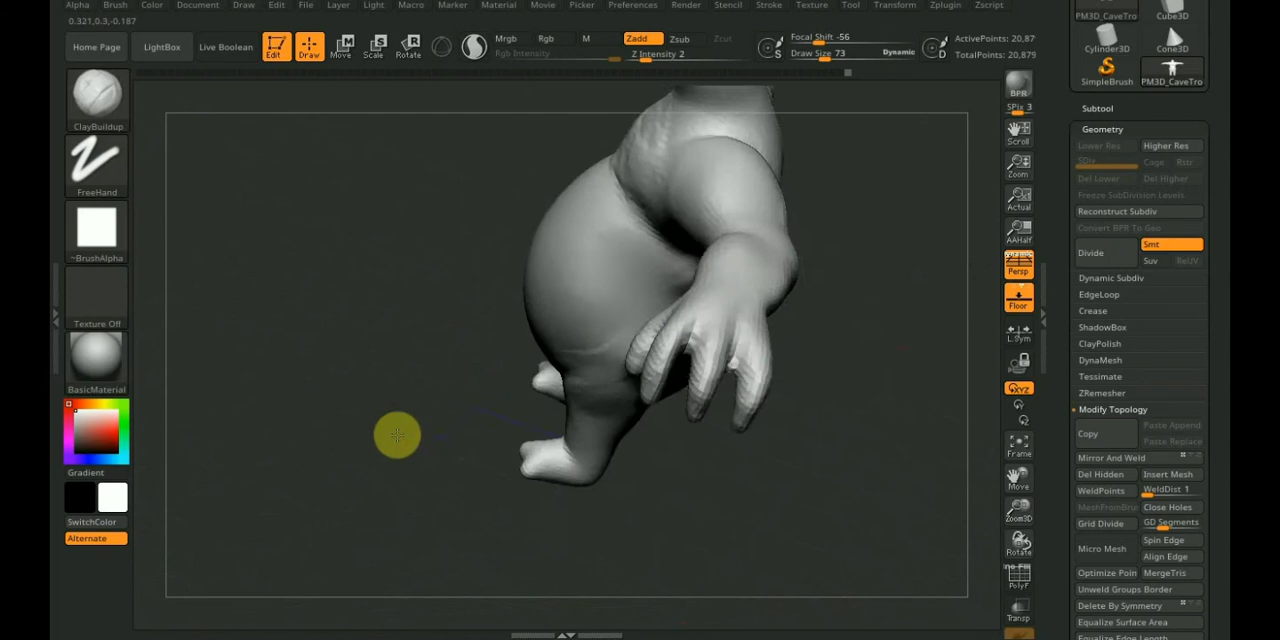 Alpha Brush Color Document Draw Edit File Layer Light Macro Marker Material Movie Picker Preferences Render Stencil Stroke Texture Tool Transform Zplugin Zscript
0.321,0.3,-0.187
Home Page
LightBox
Live Boolean
Edit
Draw
Move
Scale
Rotate
Mrgb Rgb M
Rgb Intensity
Zadd Zsub Zcut
Z Intensity 2
S
Focal Shift -56
Draw Size 73 Dynamic
D
ActivePoints: 20,87
TotalPoints: 20,879
ClayBuildup
FreeHand
~BrushAlpha
Texture Off
BasicMaterial
Gradient
SwitchColor
Alternate
BPR
SPix 3
Scroll
Zoom
Actual
AAHalf
Persp
Floor
L.Sym
XYZ
Frame
Move
Zoom3D
Rotate
PolyF
Transp
PM3D_CaveTro
Cube3D
Cylinder3D
Cone3D
SimpleBrush
PM3D_CaveTro
Subtool
Geometry
Lower Res Higher Res
SDiv Cage Rstr
Del Lower Del Higher
Freeze SubDivision Levels
Reconstruct Subdiv
Convert BPR To Geo
Divide
Smt
Suv ReUV
Dynamic Subdiv
EdgeLoop
Crease
ShadowBox
ClayPolish
DynaMesh
Tessimate
ZRemesher
Modify Topology
Copy
Paste Append
Paste Replace
Mirror And Weld
Del Hidden Insert Mesh
WeldPoints WeldDist 1
MeshFromBru Close Holes
Grid Divide GD Segments
Micro Mesh
Spin Edge
Align Edge
Optimize Poin MergeTris
Unweld Groups Border
Delete By Symmetry
Equalize Surface Area